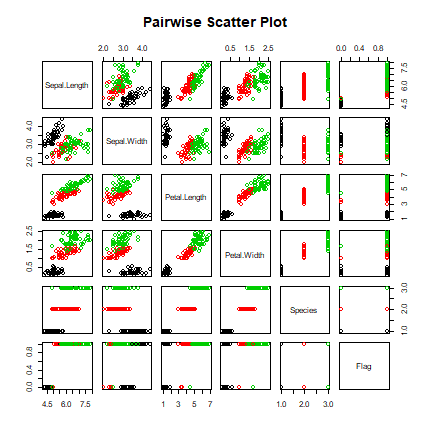 Pairwise Scatter Plot
2.0 3.0 4.0
0.5 1.5 2.5
0.0 0.4 0.8
Sepal.Length
4.5 6.0 7.5
2.0 3.0 4.0
Sepal.Width
Petal.Length
1 3 5 7
0.5 1.5 2.5
Petal.Width
Species
1.0 2.0 3.0
0.0 0.4 0.8
Flag
4.5 6.0 7.5
1 3 5 7
1.0 2.0 3.0